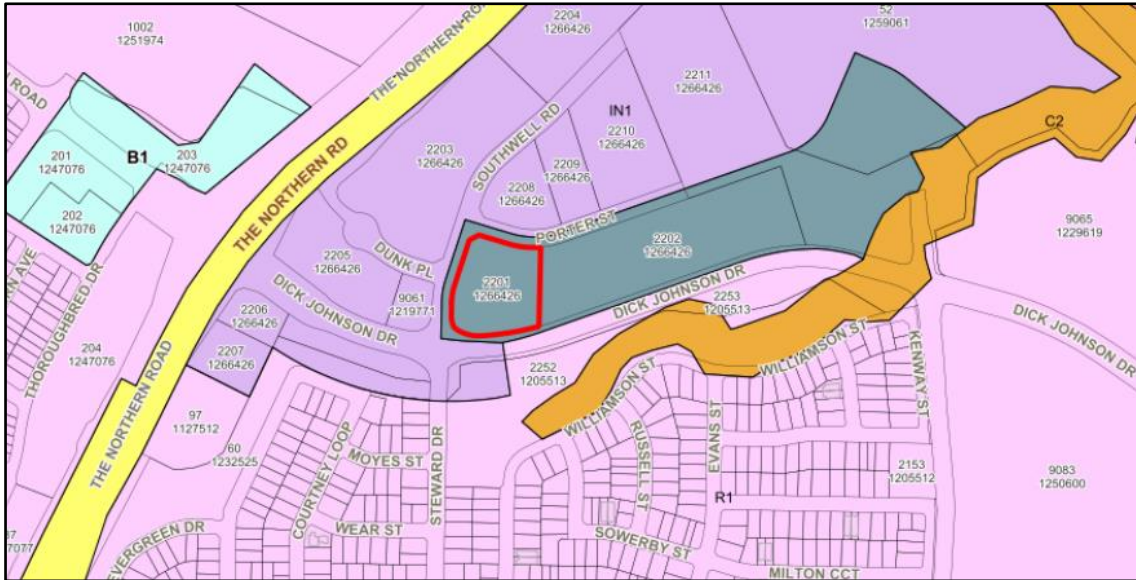 1002
1251974
2204
1266426
52
1259061
THE NORTHERN RO
ROAD
2211
1266426
IN1
C2
201
1247076
B1
203
1247076
2203
1266426
SOUTHWELL RD
2210
1266426
2209
1266426
2208
1266426
202
1247076
THE NORTHERN RD
PORTER ST
9065
1229619
2205
1266426
DUNK PL
2202
1266426
2201
1266426
9061
1219771
DICK JOHNSON DR
2253
1205513
THOROUGHBRED DR
2206
1266426
DICK JOHNSON DR
DICK JOHNSON DR
2207
1266426
204
1247076
2252
1205513
WILLIAMSON ST
WILLIAMSON ST
KENWAY ST
THE NORTHERN ROAD
97
1127512
60
1232525
COURTNEY LOOP
MOYES ST
STEWARD DR
RUSSELL ST
EVANS ST
2153
1205512
9083
1250600
R1
WEAR ST
SOWERBY ST
EVERGREEN DR
MILTON CCT